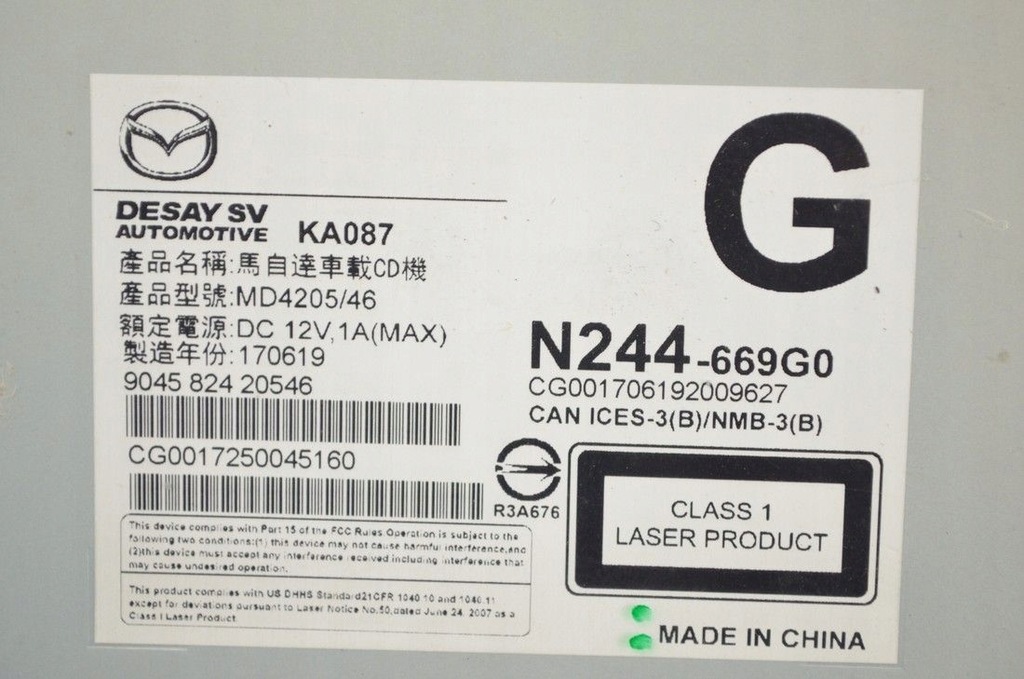 DESAY SV
AUTOMOTIVE KA087
產品名稱:馬自達車載CD機
產品型號:MD4205/46
額定電源:DC 12V,1A(MAX)
製造年份:170619
9045 824 20546
CG0017250045160
This device complies with Part 15 of the FCC Rules Operation is subject to the
following two conditions:(1) this device may not cause harmful interference,and
(2)this device must accept any interference received including interference that
may cause undesired operation.
This product complies with US DHHS Standard21CFR 1040.10 and 1040.11
except for deviations pursuant to Laser Notice No.50,dated June 24, 2007 as a
Class I Laser Product
G
N244-669G0
CG001706192009627
CAN ICES-3(B)/NMB-3(B)
R3A676
CLASS 1
LASER PRODUCT
MADE IN CHINA